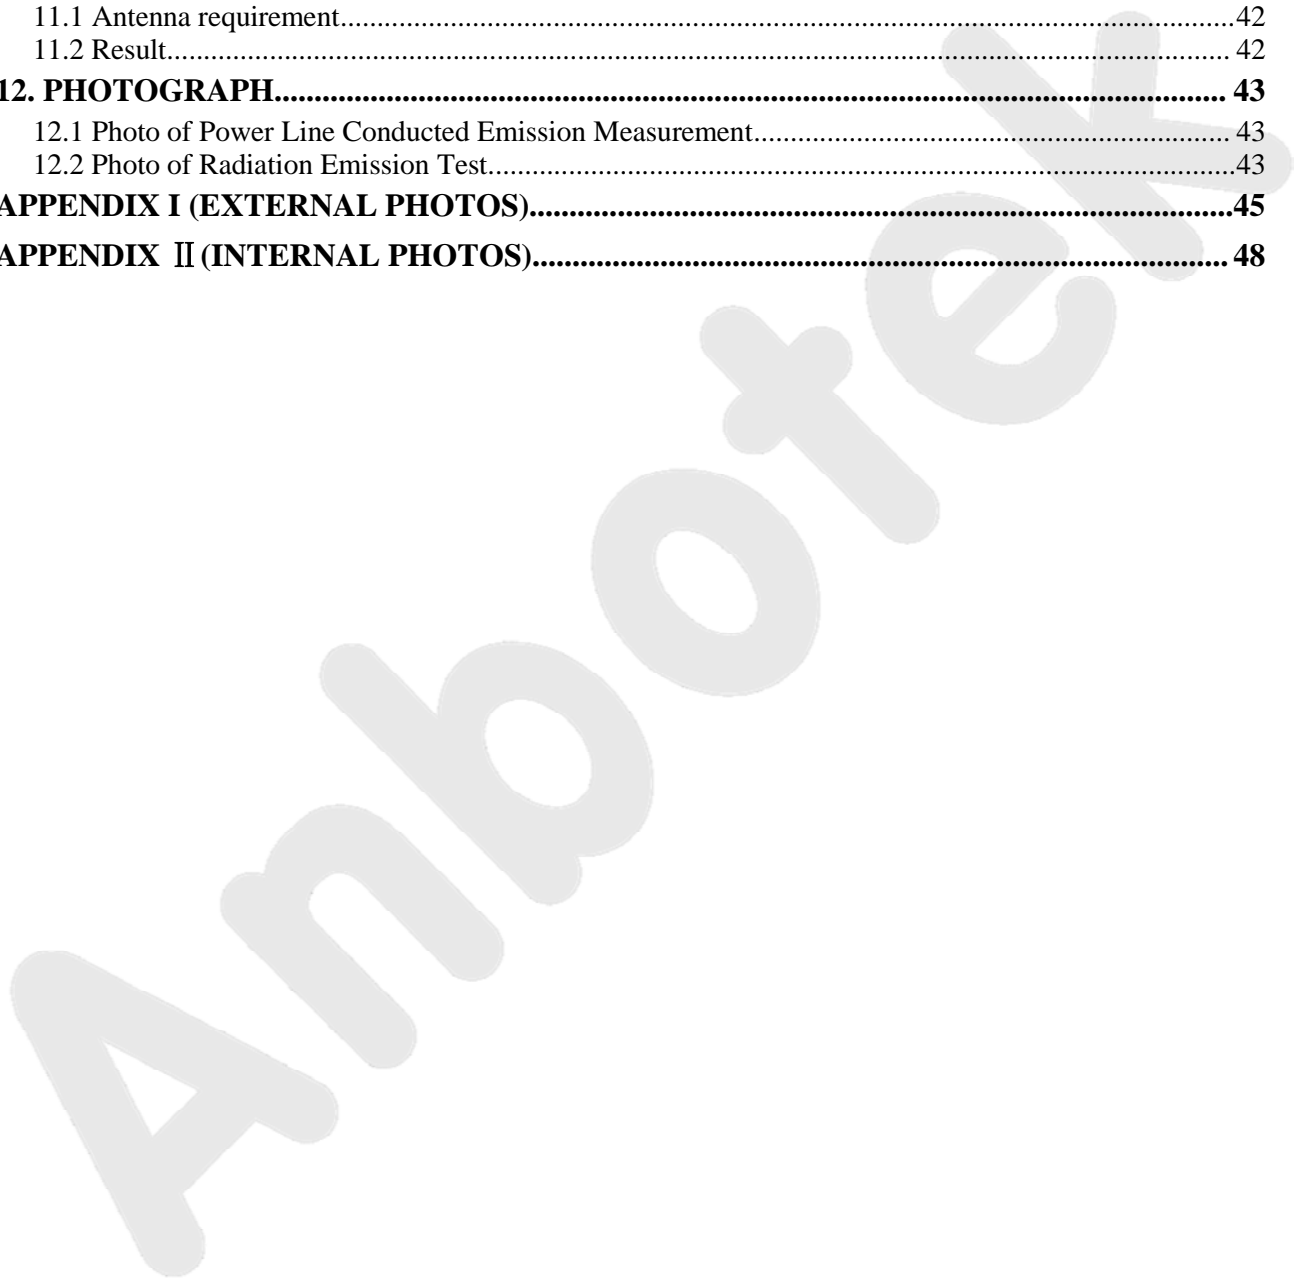 11.1 Antenna requirement........................................................................................................................42
11.2 Result................................................................................................................................................ 42
12. PHOTOGRAPH....................................................................................................................... 43
12.1 Photo of Power Line Conducted Emission Measurement............................................................ 43
12.2 Photo of Radiation Emission Test..................................................................................................43
APPENDIX I (EXTERNAL PHOTOS).........................................................................................45
APPENDIX Ⅱ(INTERNAL PHOTOS)........................................................................................ 48
Anbotek